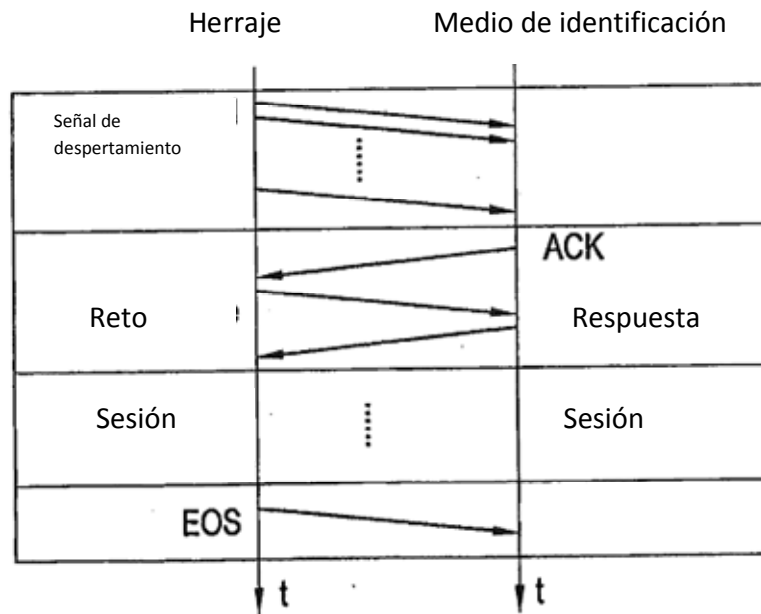 Herraje Medio de identificación
Señal de
despertamiento
ACK
Reto Respuesta
Sesión Sesión
EOS
t t